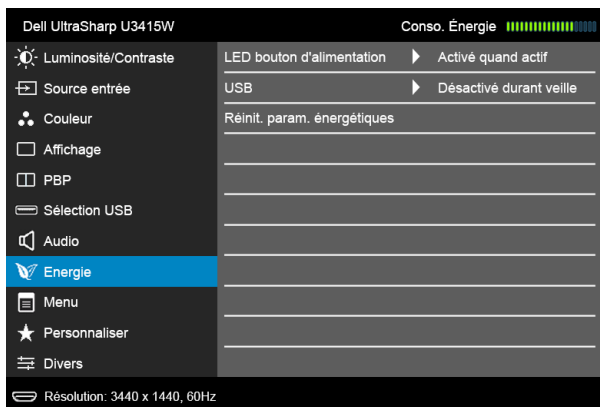 Dell UltraSharp U3415W Conso. Énergie
Luminosité/Contraste LED bouton d'alimentation Activé quand actif
Source entrée USB Désactivé durant veille
Couleur Réinit. param. énergétiques
Affichage
PBP
Sélection USB
Audio
Energie
Menu
Personnaliser
Divers
Résolution: 3440 x 1440, 60Hz